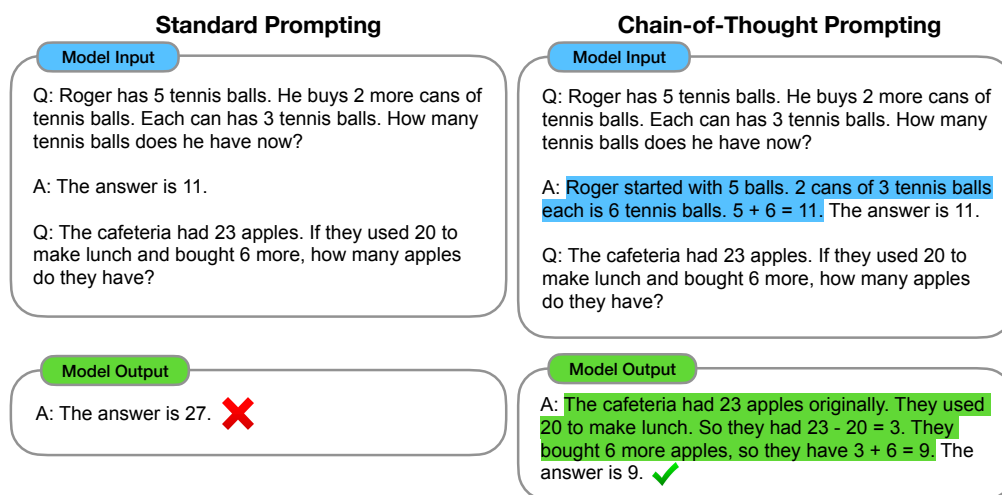 Standard Prompting
Model Input
Q: Roger has 5 tennis balls. He buys 2 more cans of
tennis balls. Each can has 3 tennis balls. How many
tennis balls does he have now?
A: The answer is 11.
Q: The cafeteria had 23 apples. If they used 20 to
make lunch and bought 6 more, how many apples
do they have?
Model Output
A: The answer is 27.
Chain-of-Thought Prompting
Model Input
Q: Roger has 5 tennis balls. He buys 2 more cans of
tennis balls. Each can has 3 tennis balls. How many
tennis balls does he have now?
A: Roger started with 5 balls. 2 cans of 3 tennis balls
each is 6 tennis balls. 5 + 6 = 11. The answer is 11.
Q: The cafeteria had 23 apples. If they used 20 to
make lunch and bought 6 more, how many apples
do they have?
Model Output
A: The cafeteria had 23 apples originally. They used
20 to make lunch. So they had 23 - 20 = 3. They
bought 6 more apples, so they have 3 + 6 = 9. The
answer is 9.